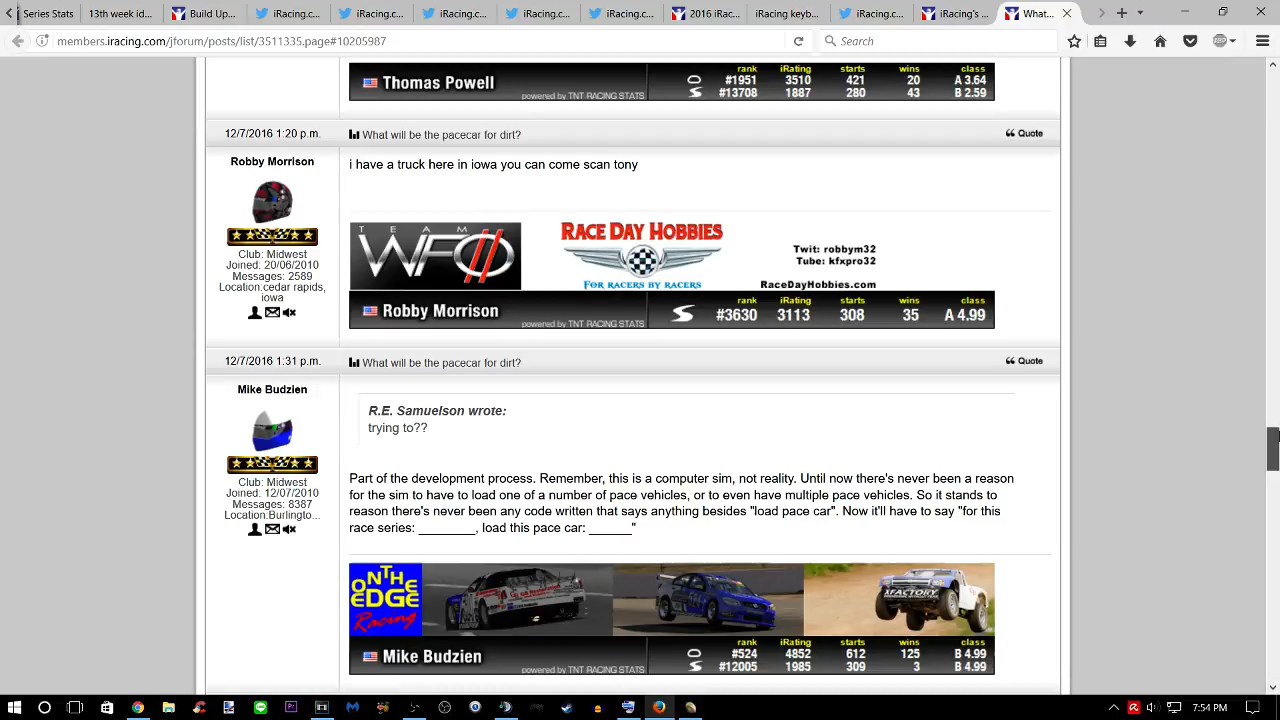 Series Stats
13th week id...
Build Up...
iRacing...
iRacing.c...
iRacing.c...
iRacing.c...
iRacing.c...
2016 iRa...
iRacing keyb...
iRacing.c...
iRacing's ...
What...
members.iracing.com/jforum/posts/list/3511335.page#10205987
Search
rank iRating starts wins class
Thomas Powell
O #1951 3510 421 20 A 3.64
S #13708 1887 280 43 B 2.59
powered by TNT RACING STATS
12/7/2016 1:20 p.m.
What will be the pacecar for dirt?
Quote
Robby Morrison
i have a truck here in iowa you can come scan tony
Club: Midwest
Joined: 20/06/2010
Messages: 2589
Location:cedar rapids,
iowa
TEAM
WFO
RACE DAY HOBBIES
FOR RACERS BY RACERS
Twit: robbym32
Tube: kfxpro32
RaceDayHobbies.com
rank iRating starts wins class
Robby Morrison
S #3630 3113 308 35 A 4.99
powered by TNT RACING STATS
12/7/2016 1:31 p.m.
What will be the pacecar for dirt?
Quote
Mike Budzien
Club: Midwest
Joined: 12/07/2010
Messages: 8387
Location:Burlingto...
R.E. Samuelson wrote:
trying to??
Part of the development process. Remember, this is a computer sim, not reality. Until now there's never been a reason
for the sim to have to load one of a number of pace vehicles, or to even have multiple pace vehicles. So it stands to
reason there's never been any code written that says anything besides "load pace car". Now it'll have to say "for this
race series: ________, load this pace car: ______"
ON THE
EDGE
Racing
XFACTORY
rank iRating starts wins class
Mike Budzien
O #524 4852 612 125 B 4.99
S #12005 1985 309 3 B 4.99
powered by TNT RACING STATS
7:54 PM